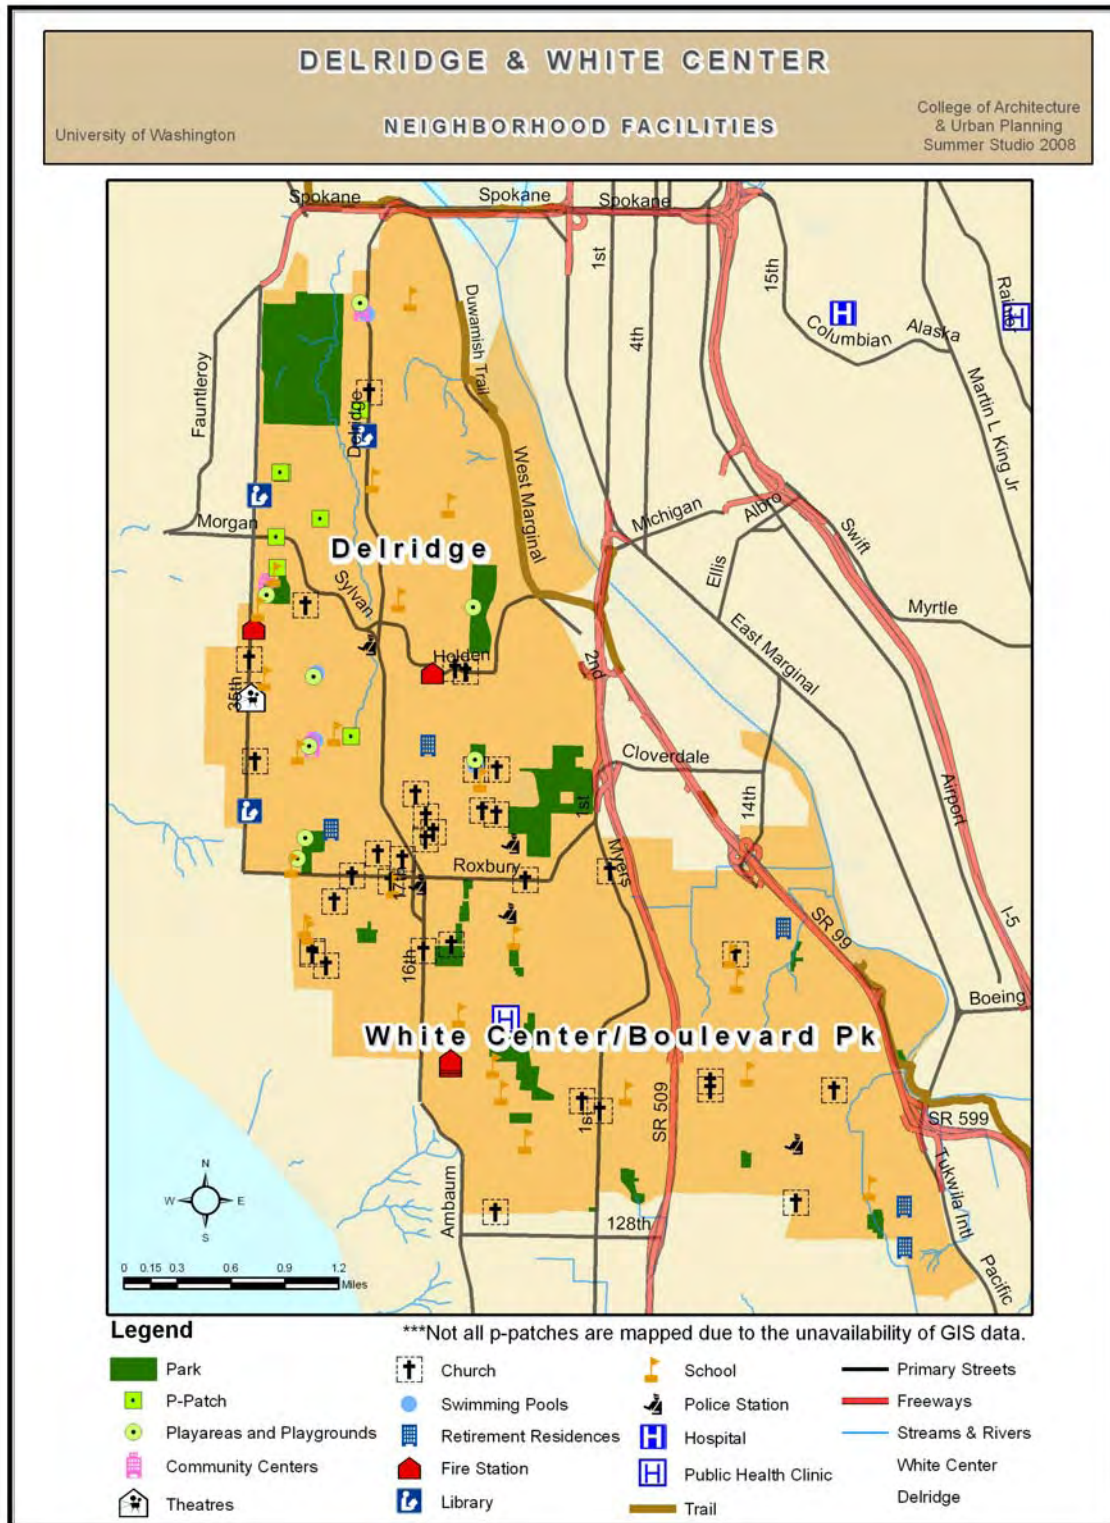 DELRIDGE & WHITE CENTER
NEIGHBORHOOD FACILITIES
University of Washington
College of Architecture
& Urban Planning
Summer Studio 2008
Spokane
Spokane
Spokane
1st
4th
15th
Columbian
Alaska
Rainier
Martin L King Jr
Duwamish Trail
Fauntleroy
Delridge
West Marginal
Morgan
Delridge
Michigan
Albro
Swift
Ellis
Myrtle
Sylvan
Holden
2nd
East Marginal
35th
Cloverdale
14th
Airport
1st
Myers
Roxbury
17th
I-5
SR 99
16th
Boeing
White Center/Boulevard Pk
SR 509
1st
SR 599
Tukwila Intl
Ambaum
128th
Pacific
N
W
E
S
0 0.15 0.3 0.6 0.9 1.2
Miles
Legend
***Not all p-patches are mapped due to the unavailability of GIS data.
Park
Church
School
Primary Streets
P-Patch
Swimming Pools
Police Station
Freeways
Playareas and Playgrounds
Retirement Residences
Hospital
Streams & Rivers
Community Centers
Fire Station
Public Health Clinic
White Center
Theatres
Library
Trail
Delridge